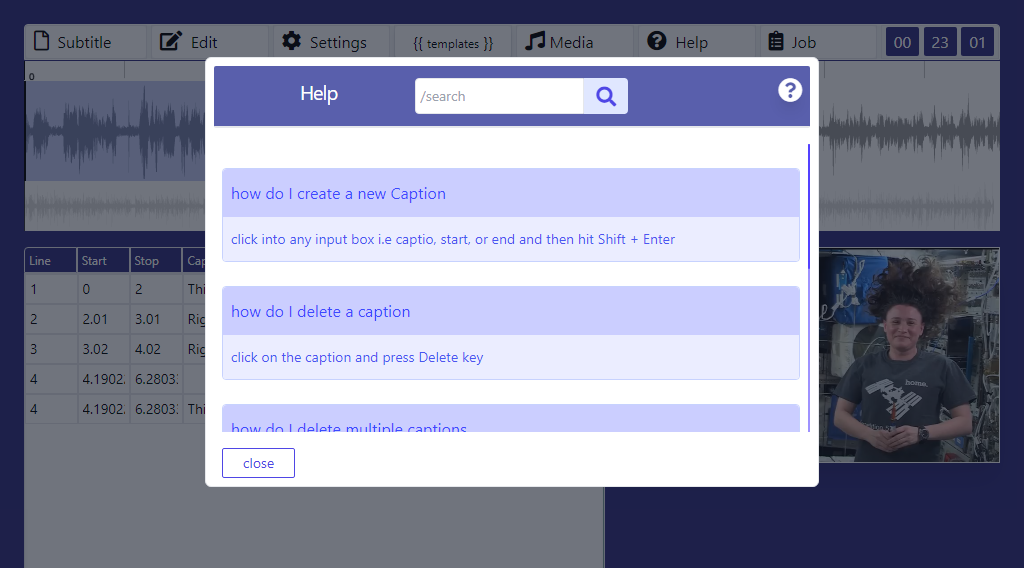 Subtitle
Edit
Settings
{{ templates }}
Media
Help
Job
00 23 01
0
Help
/search
how do I create a new Caption
click into any input box i.e captio, start, or end and then hit Shift + Enter
how do I delete a caption
click on the caption and press Delete key
how do I delete multiple captions
close
Line Start Stop Cap
1 0 2 Thi
2 2.01 3.01 Rig
3 3.02 4.02 Rig
4 4.1902 6.2803
4 4.1902 6.2803 Thi
home.